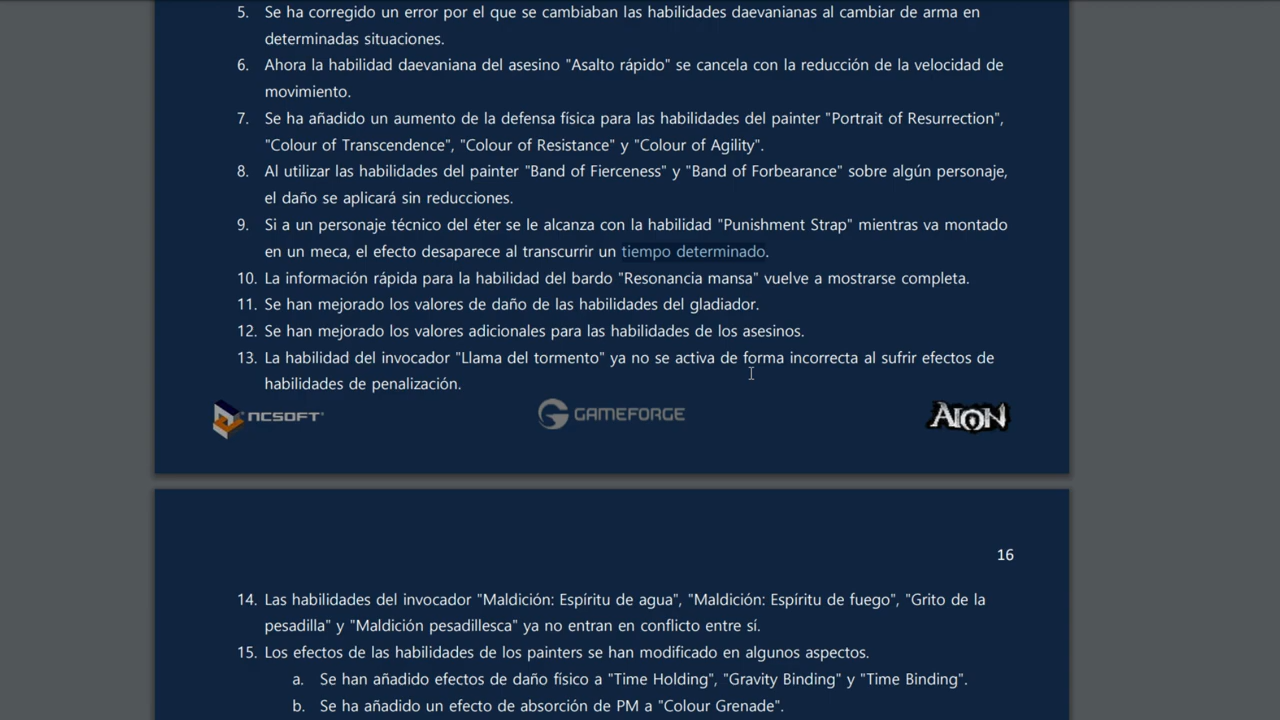 5. Se ha corregido un error por el que se cambiaban las habilidades daevanianas al cambiar de arma en
determinadas situaciones.
6. Ahora la habilidad daevaniana del asesino "Asalto rápido" se cancela con la reducción de la velocidad de
movimiento.
7. Se ha añadido un aumento de la defensa física para las habilidades del painter "Portrait of Resurrection",
"Colour of Transcendence", "Colour of Resistance" y "Colour of Agility".
8. Al utilizar las habilidades del painter "Band of Fierceness" y "Band of Forbearance" sobre algún personaje,
el daño se aplicará sin reducciones.
9. Si a un personaje técnico del éter se le alcanza con la habilidad "Punishment Strap" mientras va montado
en un meca, el efecto desaparece al transcurrir un tiempo determinado.
10. La información rápida para la habilidad del bardo "Resonancia mansa" vuelve a mostrarse completa.
11. Se han mejorado los valores de daño de las habilidades del gladiador.
12. Se han mejorado los valores adicionales para las habilidades de los asesinos.
13. La habilidad del invocador "Llama del tormento" ya no se activa de forma incorrecta al sufrir efectos de
habilidades de penalización.
NCSOFT GAMEFORGE AION
16
14. Las habilidades del invocador "Maldición: Espíritu de agua", "Maldición: Espíritu de fuego", "Grito de la
pesadilla" y "Maldición pesadillesca" ya no entran en conflicto entre sí.
15. Los efectos de las habilidades de los painters se han modificado en algunos aspectos.
a. Se han añadido efectos de daño físico a "Time Holding", "Gravity Binding" y "Time Binding".
b. Se ha añadido un efecto de absorción de PM a "Colour Grenade".